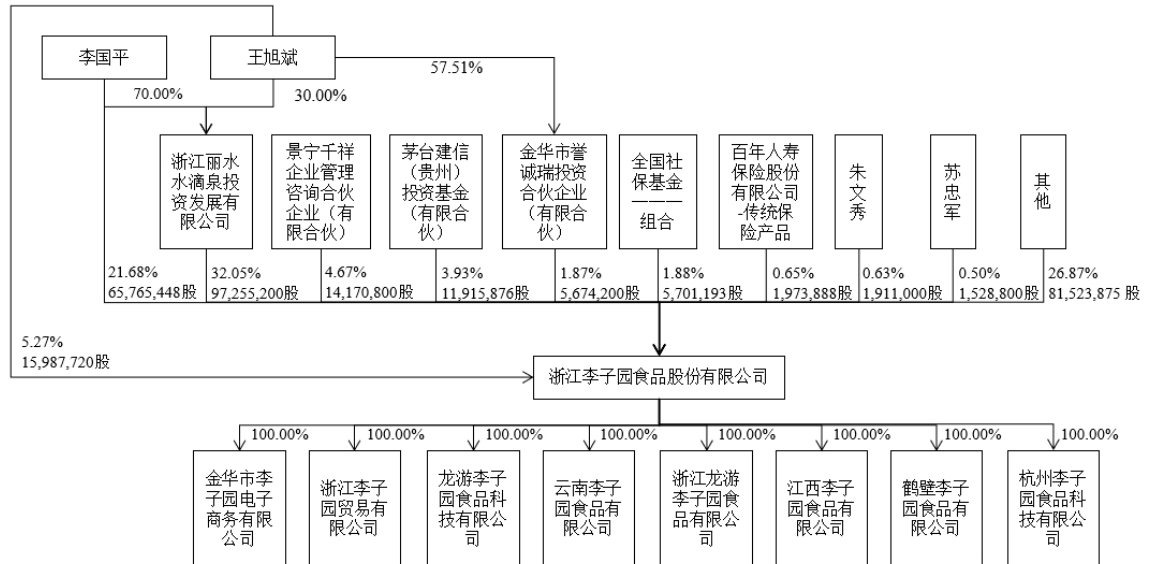 李国平
王旭斌
57.51%
70.00%
30.00%
浙江丽水
水滴泉投
资发展有
限公司
景宁千祥
企业管理
咨询合伙
企业（有
限合伙）
茅台建信
（贵州）
投资基金
（有限合
伙）
金华市誉
诚瑞投资
合伙企业
（有限合
伙）
全国社
保基金
一一一
组合
百年人寿
保险股份
有限公司
-传统保
险产品
朱
文
秀
苏
忠
军
其
他
21.68%
65,765,448股
32.05%
97,255,200股
4.67%
14,170,800股
3.93%
11,915,876股
1.87%
5,674,200股
1.88%
5,701,193股
0.65%
1,973,888股
0.63%
1,911,000股
0.50%
1,528,800股
26.87%
81,523,875 股
5.27%
15,987,720股
浙江李子园食品股份有限公司
100.00%
100.00%
100.00%
100.00%
100.00%
100.00%
100.00%
100.00%
金华市李
子园电子
商务有限
公司
浙江李子
园贸易有
限公司
龙游李子
园食品科
技有限公
司
云南李子
园食品有
限公司
浙江龙游
李子园食
品有限公
司
江西李子
园食品有
限公司
鹤壁李子
园食品有
限公司
杭州李子
园食品科
技有限公
司